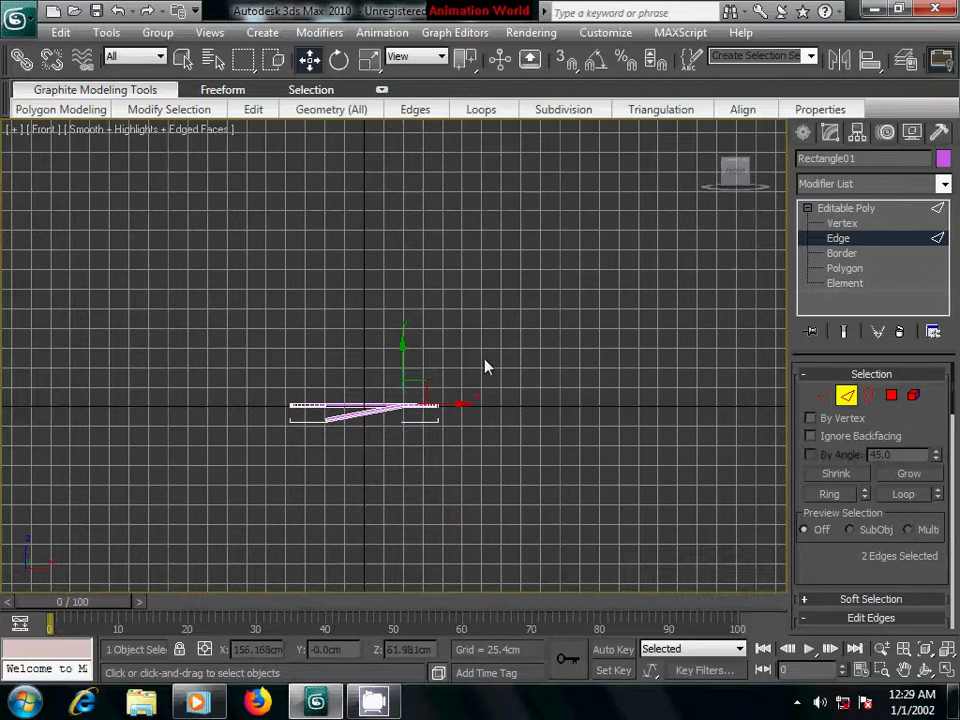 Autodesk 3ds Max 2010 - Unregistered
Animation World
Type a keyword or phrase
Edit Tools Group Views Create Modifiers Animation Graph Editors Rendering Customize MAXScript Help
All View 3 % Create Selection Se
Graphite Modeling Tools Freeform Selection
Polygon Modeling Modify Selection Edit Geometry (All) Edges Loops Subdivision Triangulation Align Properties
[ + ] [ Front ] [ Smooth + Highlights + Edged Faces ]
FRONT
Rectangle01
Modifier List
Editable Poly
Vertex
Edge
Border
Polygon
Element
- Selection
By Vertex
Ignore Backfacing
By Angle: 45.0
Shrink Grow
Ring Loop
Preview Selection
Off SubObj Multi
2 Edges Selected
+ Soft Selection
- Edit Edges
z
x
< 0 / 100 >
0 10 20 30 40 50 60 70 80 90 100
1 Object Selec X: 156.168cm Y: -0.0cm Z: 61.981cm Grid = 25.4cm Auto Key Selected
Welcome to M Click or click-and-drag to select objects Add Time Tag Set Key Key Filters... 0
12:29 AM
1/1/2002